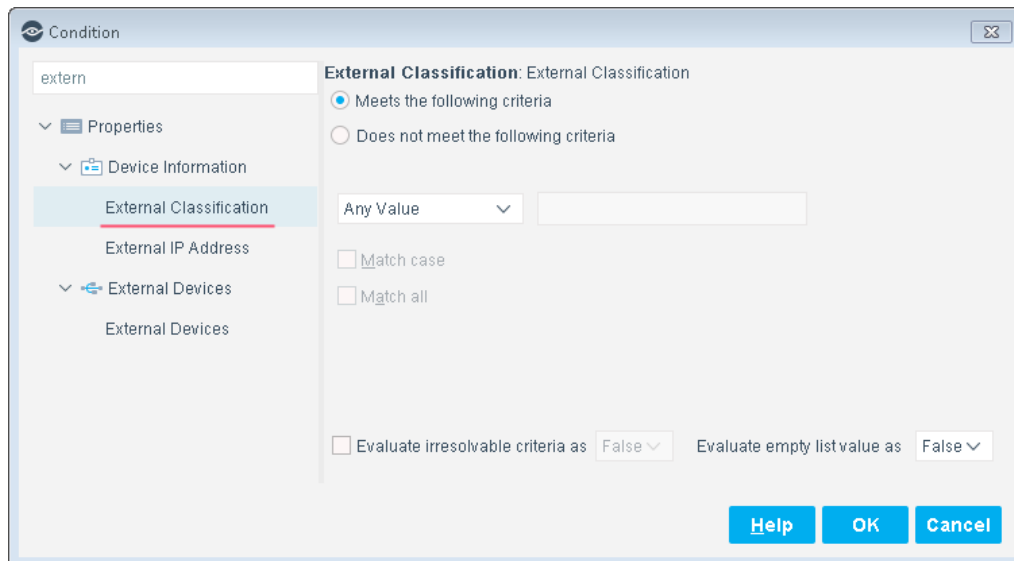 Condition
extern
Properties
Device Information
External Classification
External IP Address
External Devices
External Devices
External Classification: External Classification
Meets the following criteria
Does not meet the following criteria
Any Value
Match case
Match all
Evaluate irresolvable criteria as False Evaluate empty list value as False
Help OK Cancel